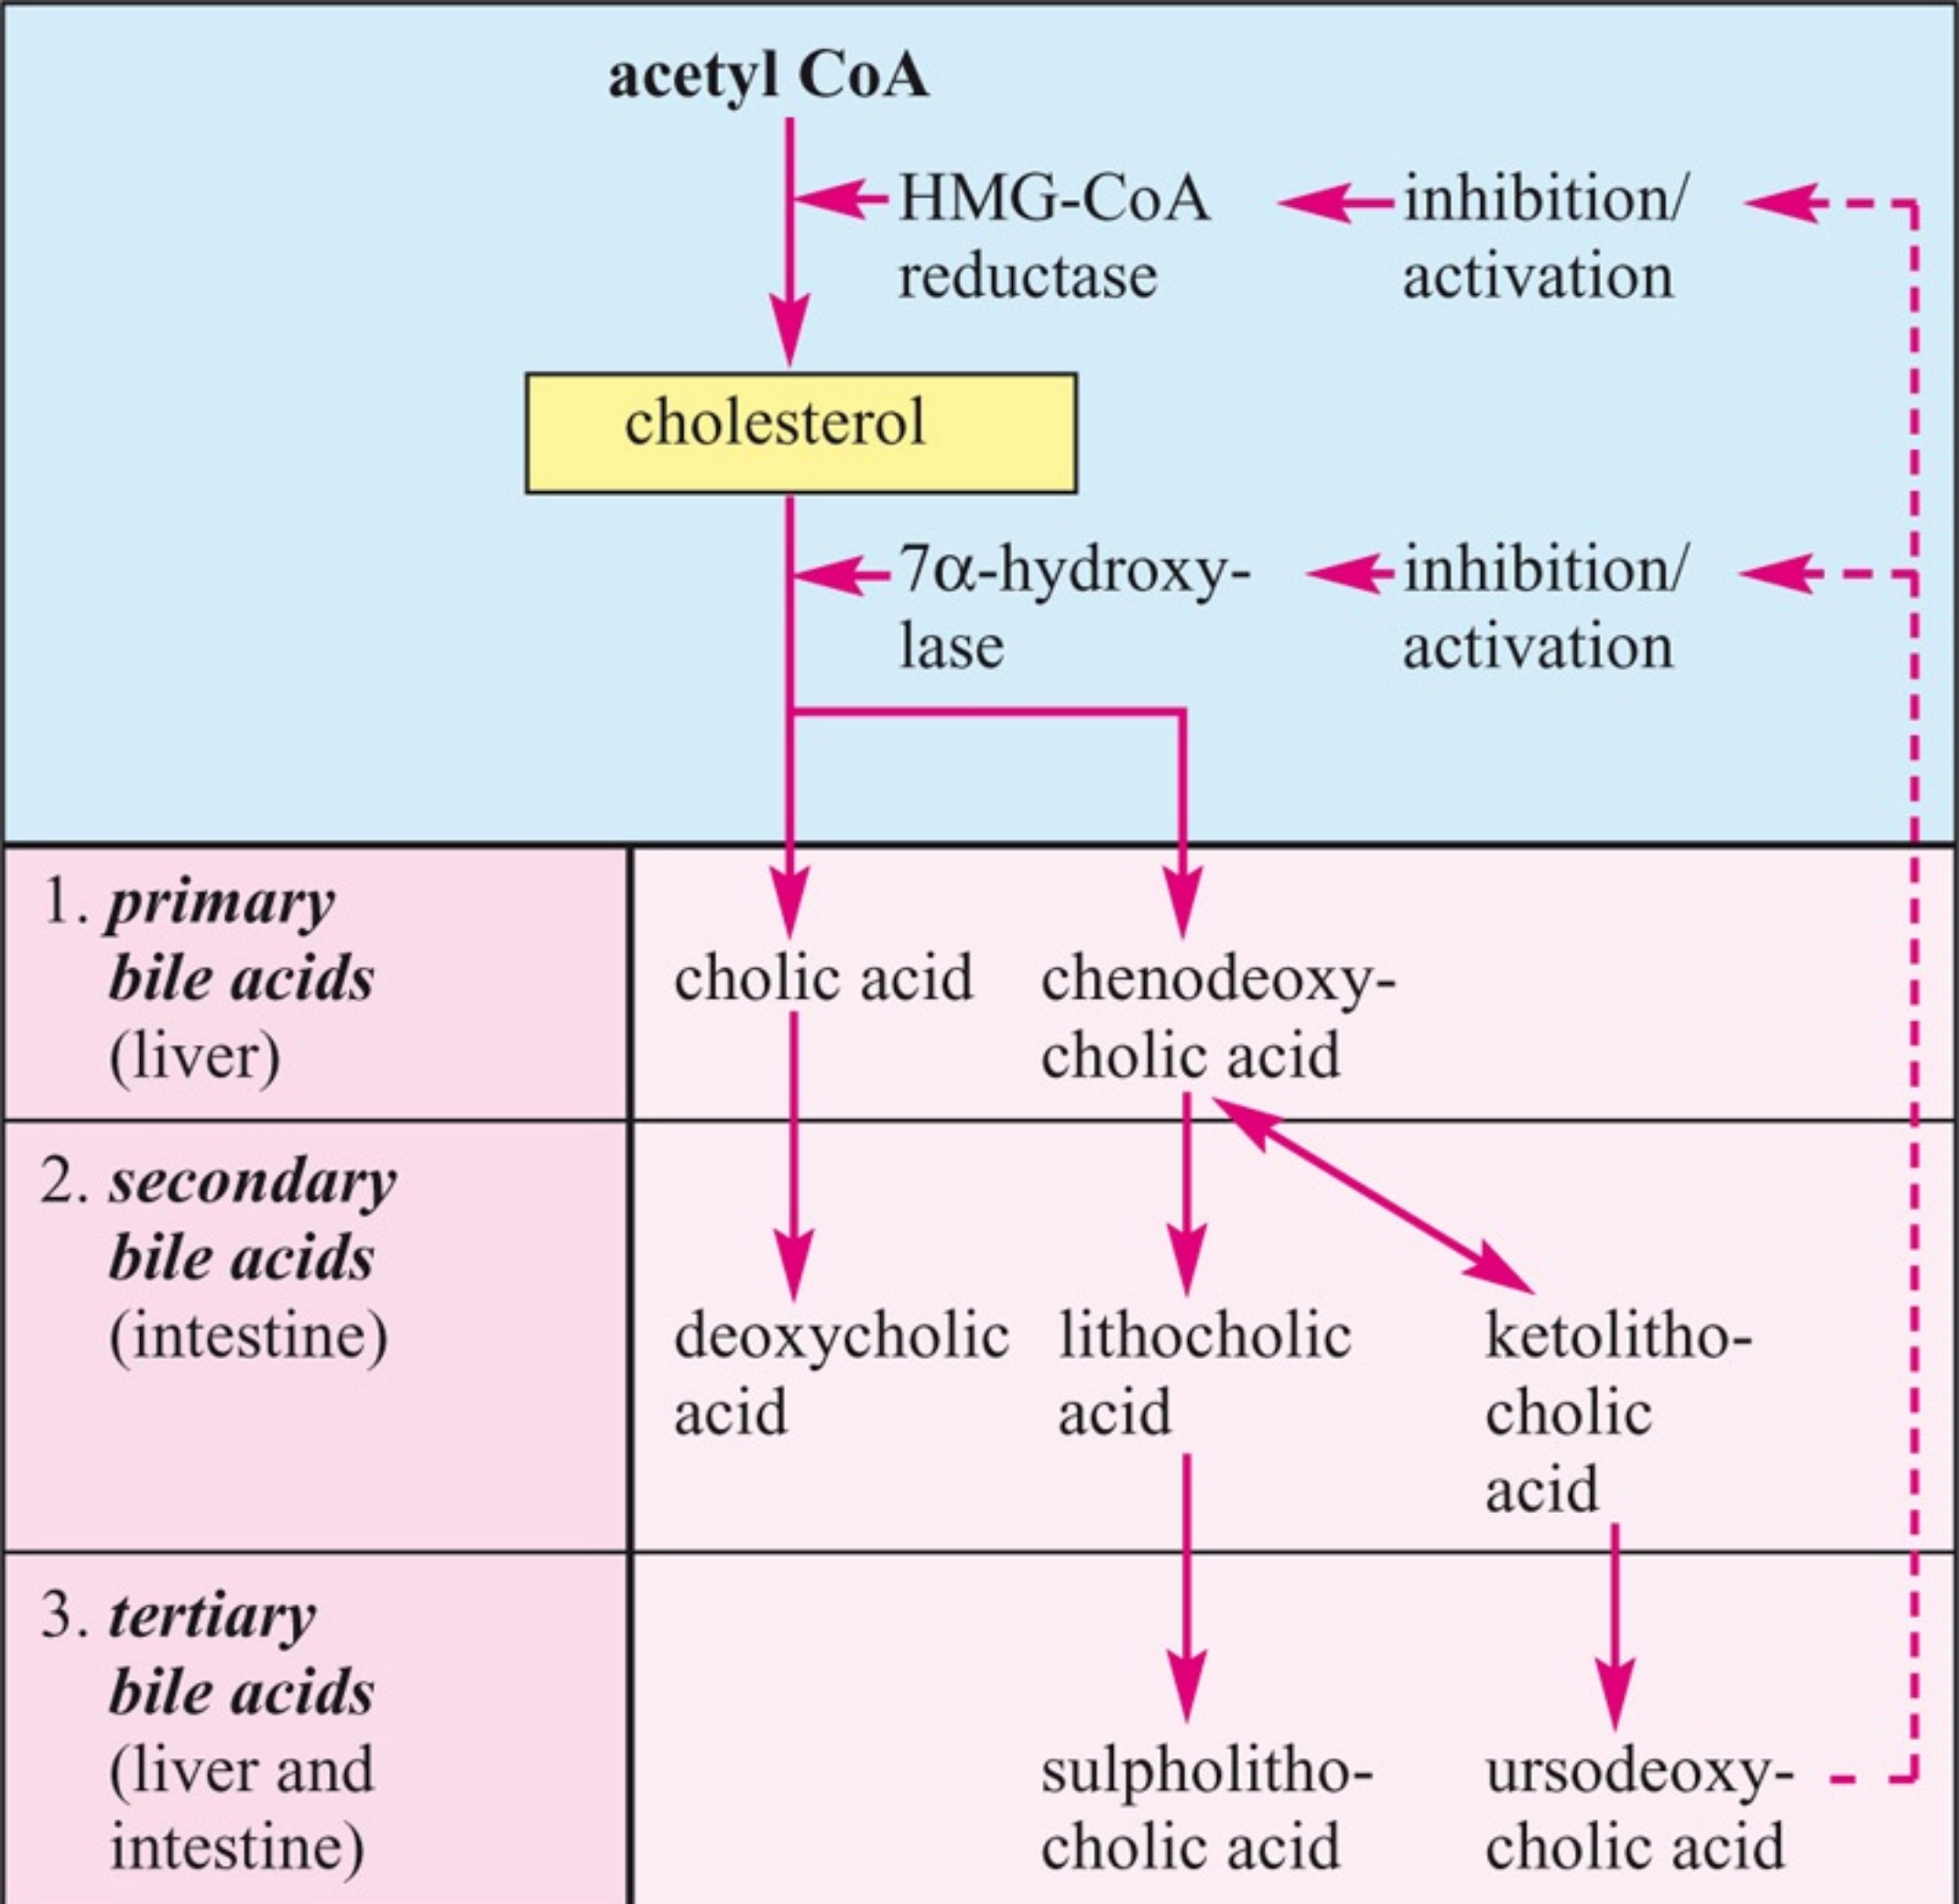 acetyl CoA
HMG-CoA
reductase
inhibition/
activation
cholesterol
7α-hydroxy-
lase
inhibition/
activation
1. primary
bile acids
(liver)
cholic acid
chenodeoxy-
cholic acid
2. secondary
bile acids
(intestine)
deoxycholic
acid
lithocholic
acid
ketolitho-
cholic
acid
3. tertiary
bile acids
(liver and
intestine)
sulpholitho-
cholic acid
ursodeoxy-
cholic acid